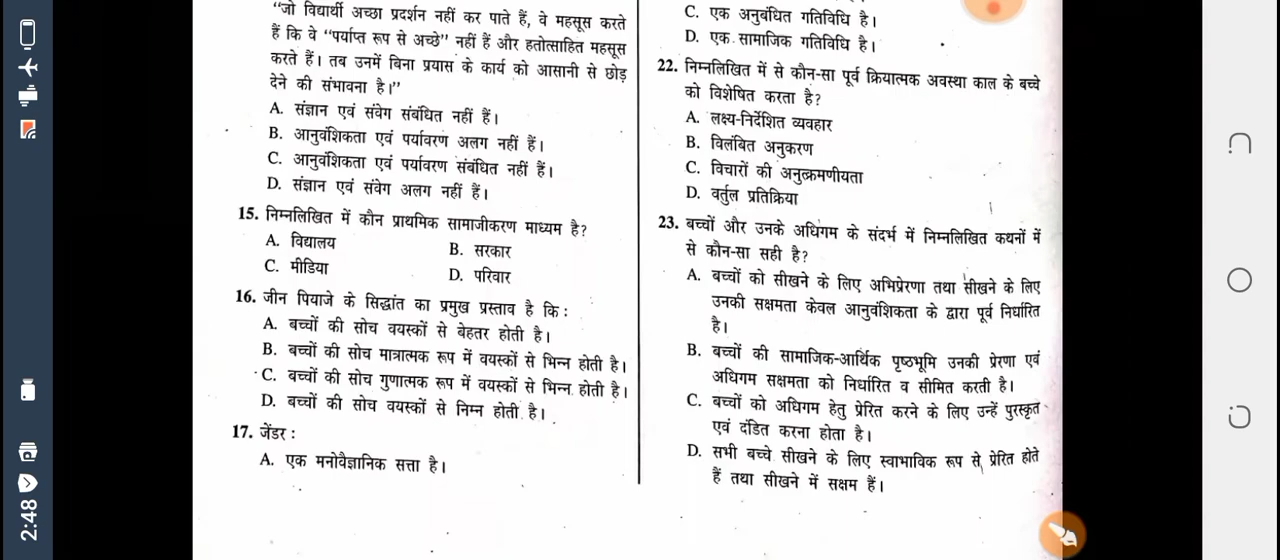 “जो विद्यार्थी अच्छा प्रदर्शन नहीं कर पाते हैं, वे महसूस करते
हैं कि वे “पर्याप्त रूप से अच्छे” नहीं हैं और हतोत्साहित महसूस
करते हैं। तब उनमें बिना प्रयास के कार्य को आसानी से छोड़
देने की संभावना है।”
A. संज्ञान एवं संवेग संबंधित नहीं हैं।
B. आनुवंशिकता एवं पर्यावरण अलग नहीं हैं।
C. आनुवंशिकता एवं पर्यावरण संबंधित नहीं हैं।
D. संज्ञान एवं संवेग अलग नहीं हैं।
15. निम्नलिखित में कौन प्राथमिक सामाजीकरण माध्यम है?
A. विद्यालय B. सरकार
C. मीडिया D. परिवार
16. जीन पियाजे के सिद्धांत का प्रमुख प्रस्ताव है कि :
A. बच्चों की सोच वयस्कों से बेहतर होती है।
B. बच्चों की सोच मात्रात्मक रूप में वयस्कों से भिन्न होती है।
C. बच्चों की सोच गुणात्मक रूप में वयस्कों से भिन्न होती है।
D. बच्चों की सोच वयस्कों से निम्न होती है।
17. जेंडर :
A. एक मनोवैज्ञानिक सत्ता है।
C. एक अनुबंधित गतिविधि है।
D. एक सामाजिक गतिविधि है।
22. निम्नलिखित में से कौन-सा पूर्व क्रियात्मक अवस्था काल के बच्चे
को विशेषित करता है?
A. लक्ष्य-निर्देशित व्यवहार
B. विलंबित अनुकरण
C. विचारों की अनुत्क्रमणीयता
D. वर्तुल प्रतिक्रिया
23. बच्चों और उनके अधिगम के संदर्भ में निम्नलिखित कथनों में
से कौन-सा सही है?
A. बच्चों को सीखने के लिए अभिप्रेरणा तथा सीखने के लिए
उनकी सक्षमता केवल आनुवंशिकता के द्वारा पूर्व निर्धारित
है।
B. बच्चों की सामाजिक-आर्थिक पृष्ठभूमि उनकी प्रेरणा एवं
अधिगम सक्षमता को निर्धारित व सीमित करती है।
C. बच्चों को अधिगम हेतु प्रेरित करने के लिए उन्हें पुरस्कृत
एवं दंडित करना होता है।
D. सभी बच्चे सीखने के लिए स्वाभाविक रूप से प्रेरित होते
हैं तथा सीखने में सक्षम हैं।
2:48